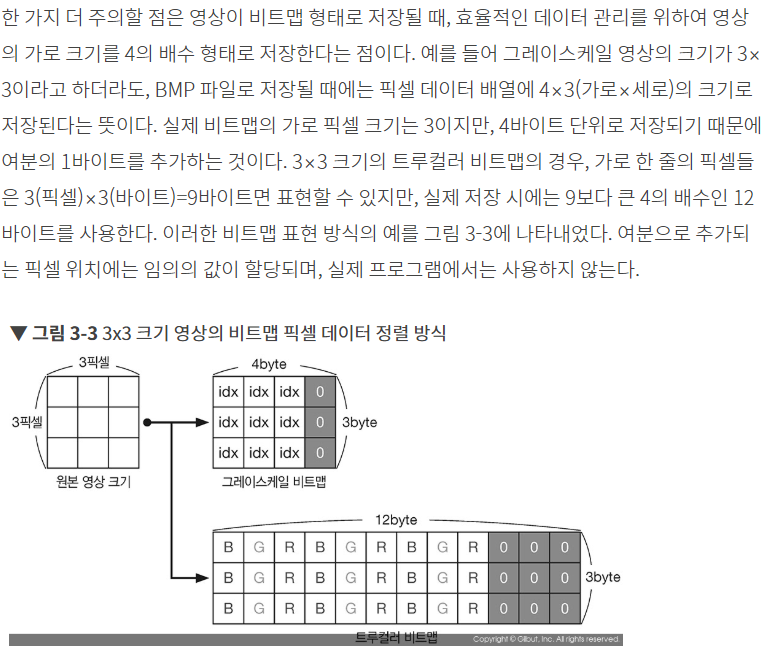 한 가지 더 주의할 점은 영상이 비트맵 형태로 저장될 때, 효율적인 데이터 관리를 위하여 영상
의 가로 크기를 4의 배수 형태로 저장한다는 점이다. 예를 들어 그레이스케일 영상의 크기가 3×
3이라고 하더라도, BMP 파일로 저장될 때에는 픽셀 데이터 배열에 4×3(가로×세로)의 크기로
저장된다는 뜻이다. 실제 비트맵의 가로 픽셀 크기는 3이지만, 4바이트 단위로 저장되기 때문에
여분의 1바이트를 추가하는 것이다. 3×3 크기의 트루컬러 비트맵의 경우, 가로 한 줄의 픽셀들
은 3(픽셀)×3(바이트)=9바이트면 표현할 수 있지만, 실제 저장 시에는 9보다 큰 4의 배수인 12
바이트를 사용한다. 이러한 비트맵 표현 방식의 예를 그림 3-3에 나타내었다. 여분으로 추가되
는 픽셀 위치에는 임의의 값이 할당되며, 실제 프로그램에서는 사용하지 않는다.
▼ 그림 3-3 3x3 크기 영상의 비트맵 픽셀 데이터 정렬 방식
3픽셀
3픽셀
원본 영상 크기
4byte
idx idx idx 0
idx idx idx 0
idx idx idx 0
3byte
그레이스케일 비트맵
12byte
B G R B G R B G R 0 0 0
B G R B G R B G R 0 0 0
B G R B G R B G R 0 0 0
3byte
트루컬러 비트맵
Copyright © Gilbut, Inc. All rights reserved.